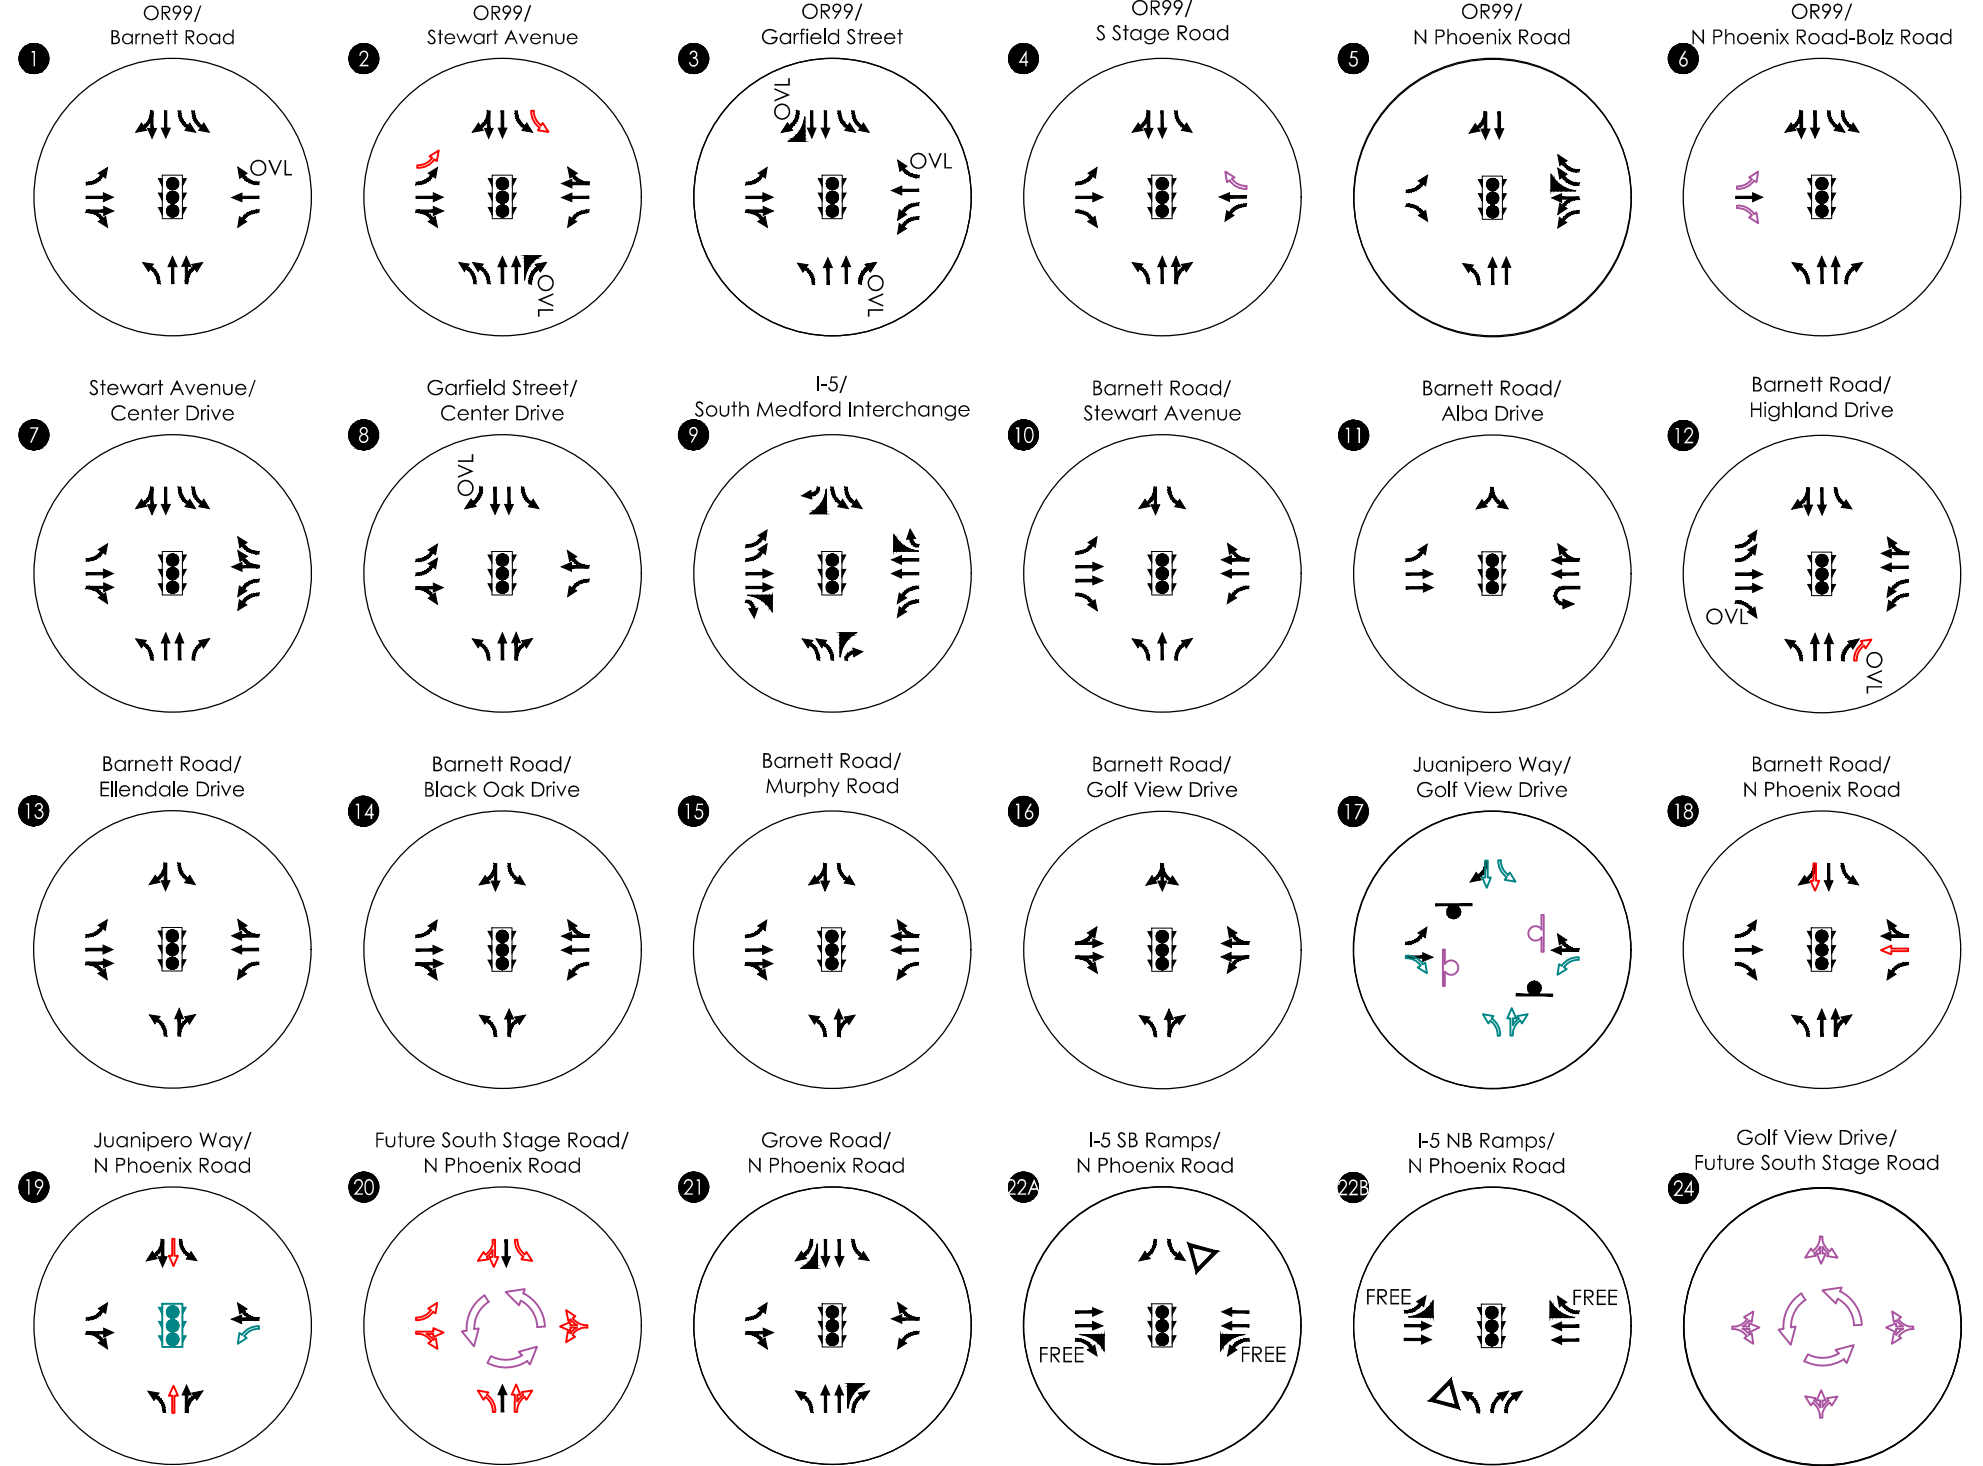 OR99/
Barnett Road
1
OVL
OR99/
Stewart Avenue
2
OVL
OR99/
Garfield Street
3
OVL
OVL
OVL
OR99/
S Stage Road
4
OR99/
N Phoenix Road
5
OR99/
N Phoenix Road-Bolz Road
6
Stewart Avenue/
Center Drive
7
Garfield Street/
Center Drive
8
OVL
I-5/
South Medford Interchange
9
Barnett Road/
Stewart Avenue
10
Barnett Road/
Alba Drive
11
Barnett Road/
Highland Drive
12
OVL
OVL
Barnett Road/
Ellendale Drive
13
Barnett Road/
Black Oak Drive
14
Barnett Road/
Murphy Road
15
Barnett Road/
Golf View Drive
16
Juanipero Way/
Golf View Drive
17
Barnett Road/
N Phoenix Road
18
Juanipero Way/
N Phoenix Road
19
Future South Stage Road/
N Phoenix Road
20
Grove Road/
N Phoenix Road
21
I-5 SB Ramps/
N Phoenix Road
22A
FREE
FREE
I-5 NB Ramps/
N Phoenix Road
22B
FREE
FREE
Golf View Drive/
Future South Stage Road
24